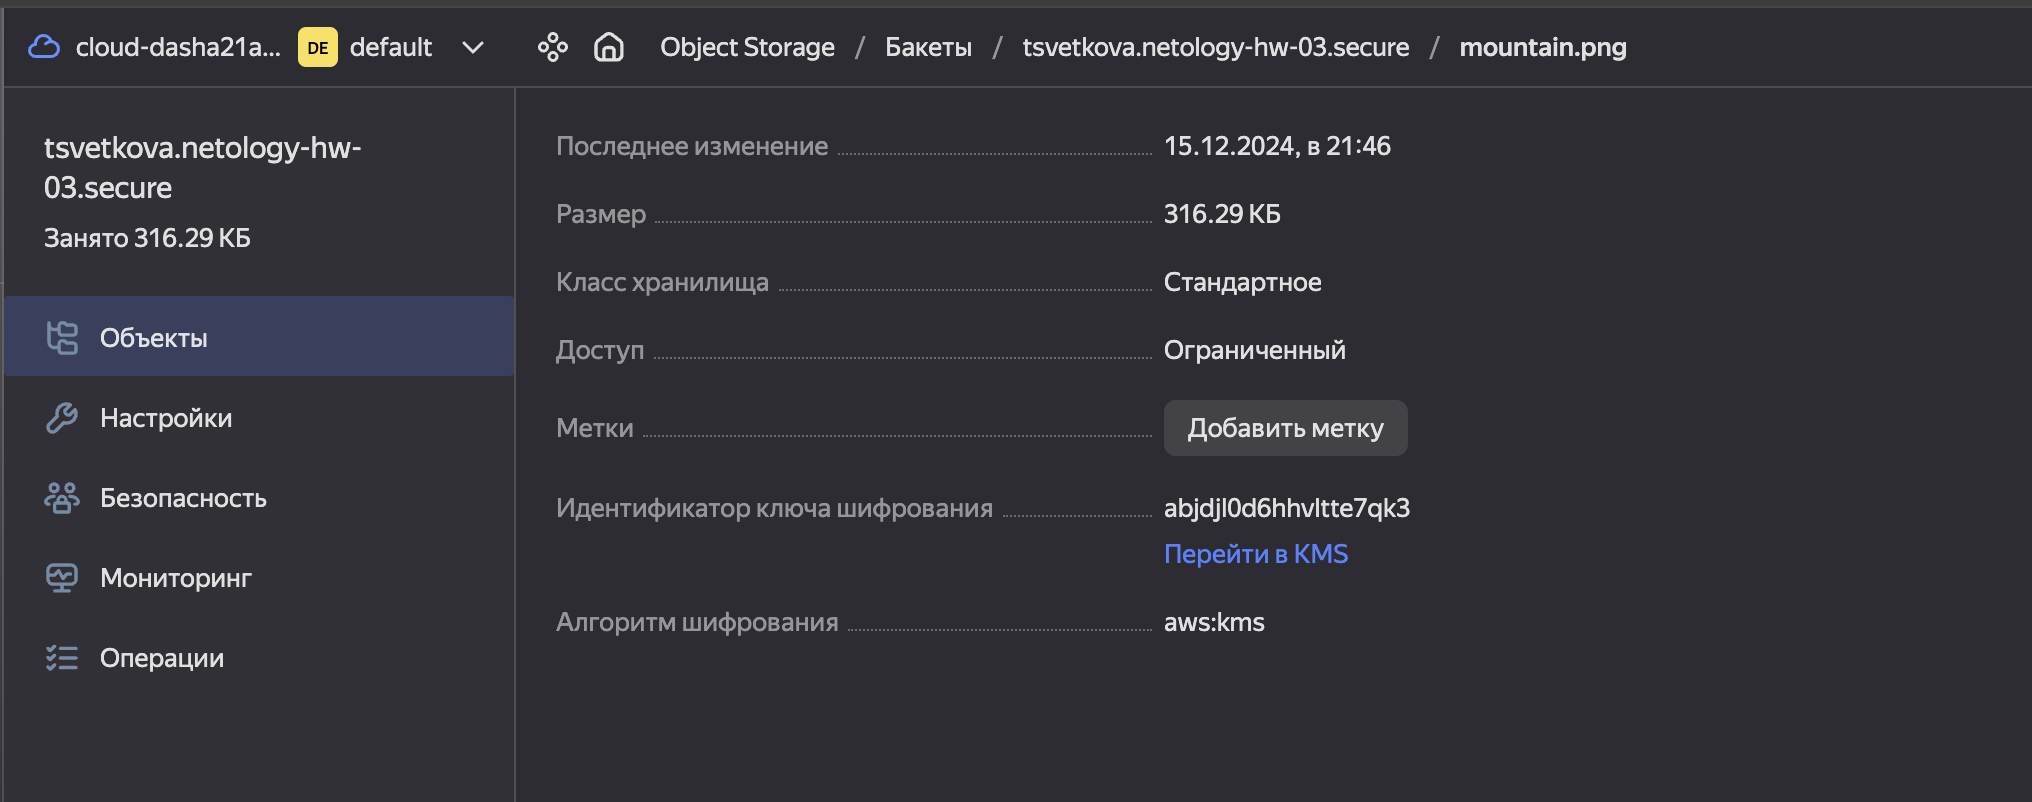 cloud-dasha21a... DE default Object Storage / Бакеты / tsvetkova.netology-hw-03.secure / mountain.png
tsvetkova.netology-hw-
03.secure
Занято 316.29 КБ
Объекты
Настройки
Безопасность
Мониторинг
Операции
Последнее изменение 15.12.2024, в 21:46
Размер 316.29 КБ
Класс хранилища Стандартное
Доступ Ограниченный
Метки Добавить метку
Идентификатор ключа шифрования abjdjl0d6hhvltte7qk3
Перейти в KMS
Алгоритм шифрования aws:kms